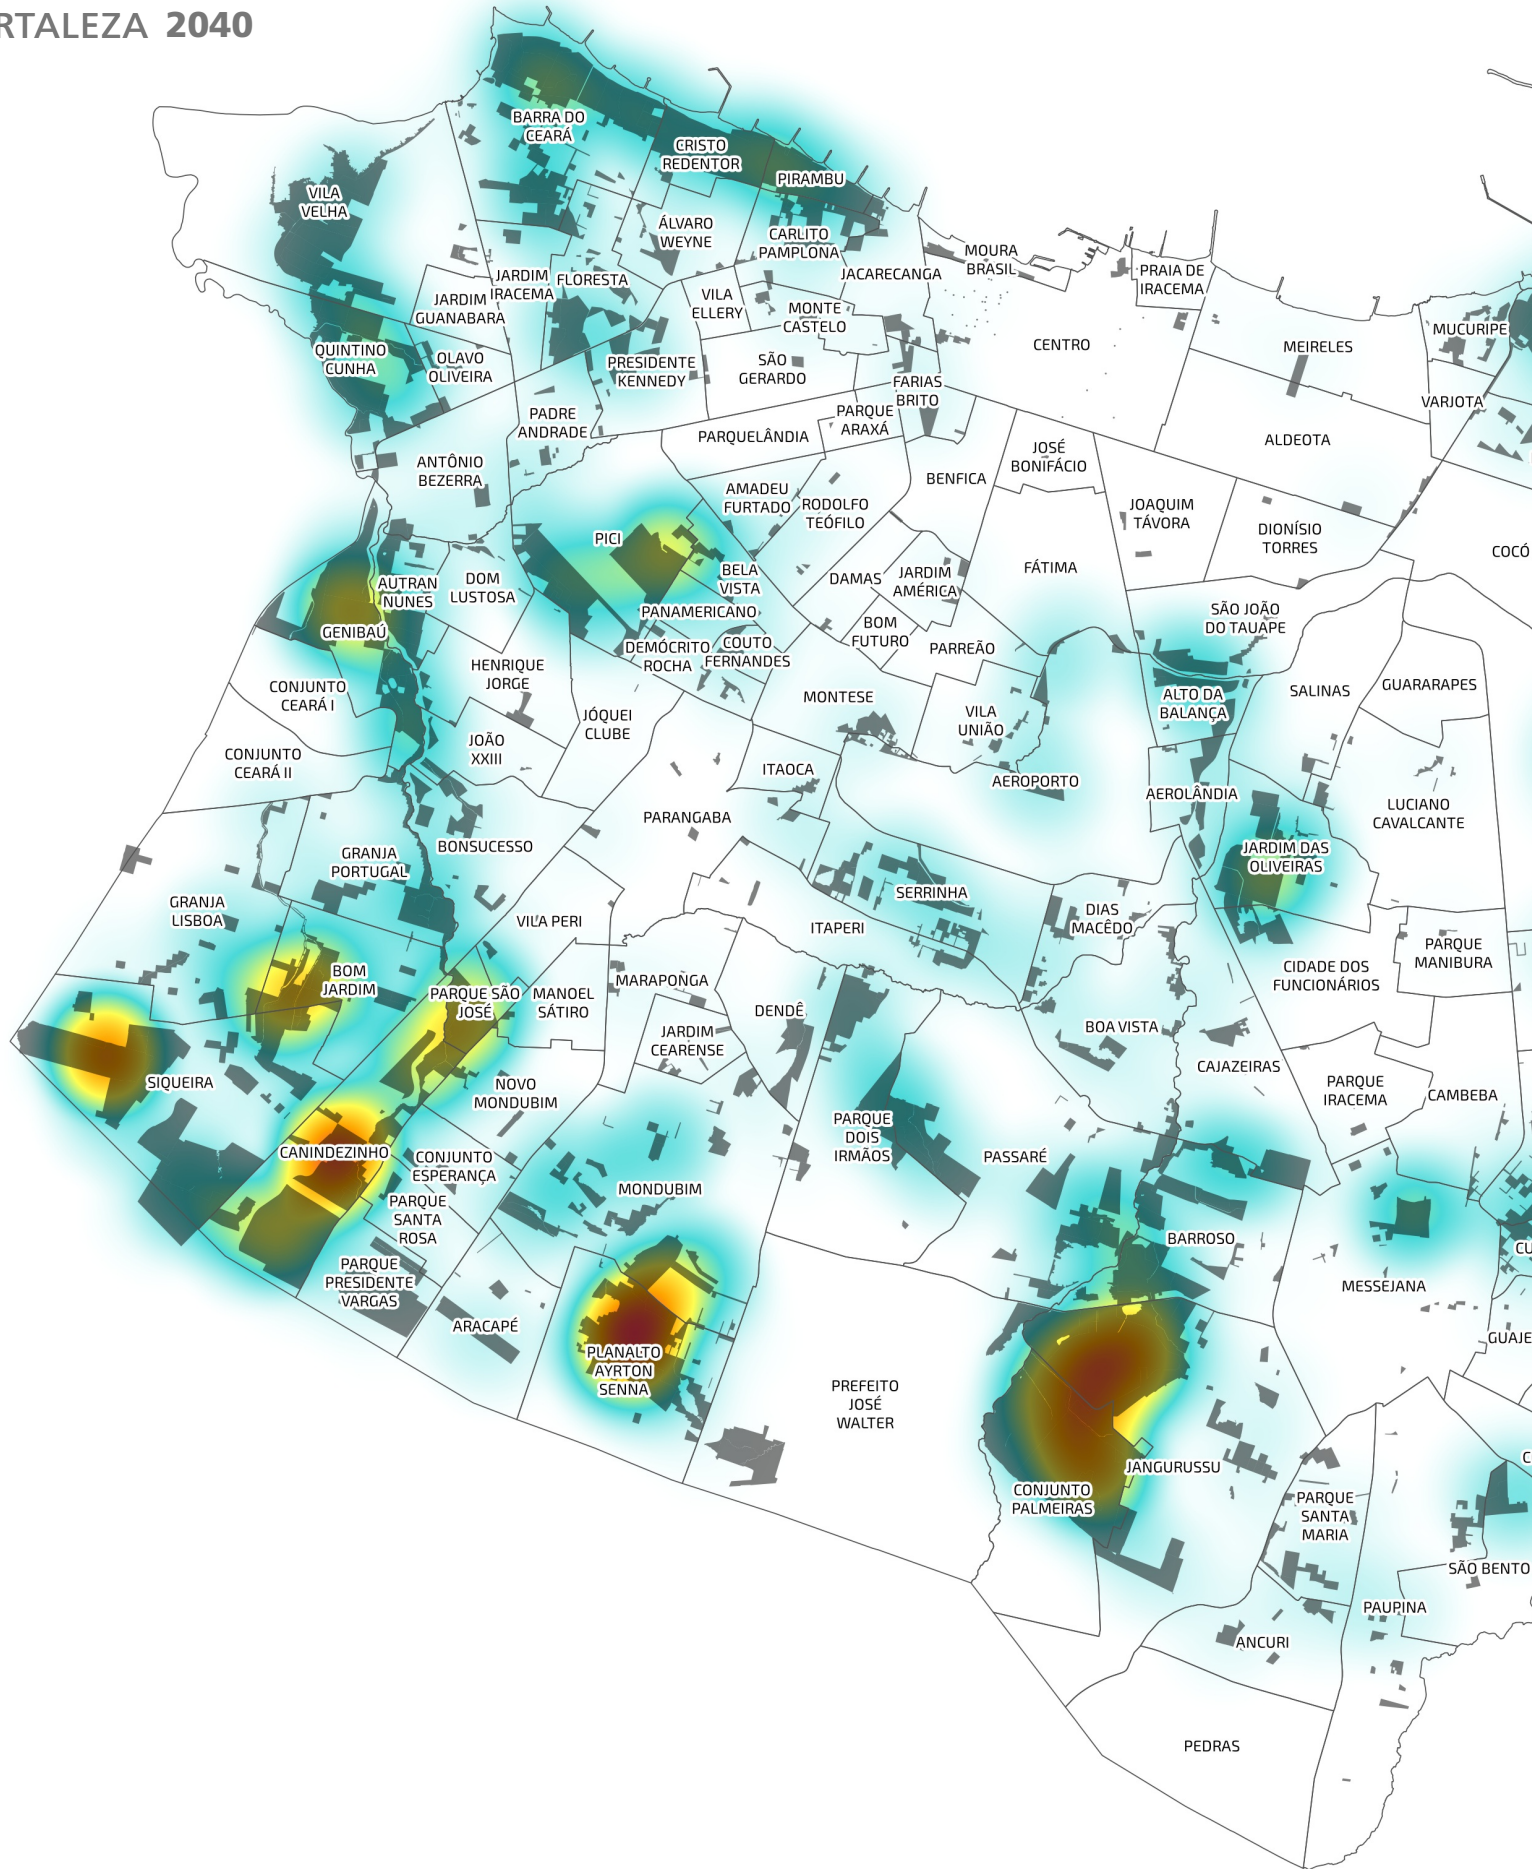 RTALEZA 2040
BARRA DO
CEARÁ
CRISTO
REDENTOR
PIRAMBU
VILA
VELHA
ÁLVARO
WEYNE
CARLITO
PAMPLONA
JACARECANGA
MOURA
BRASIL
PRAIA DE
IRACEMA
JARDIM
IRACEMA
FLORESTA
JARDIM
GUANABARA
VILA
ELLERY
MONTE
CASTELO
MUCURIPE
CENTRO
MEIRELES
QUINTINO
CUNHA
OLAVO
OLIVEIRA
PRESIDENTE
KENNEDY
SÃO
GERARDO
FARIAS
BRITO
VARJOTA
PADRE
ANDRADE
PARQUE
ARAXÁ
PARQUELÂNDIA
ALDEOTA
JOSÉ
BONIFÁCIO
ANTÔNIO
BEZERRA
BENFICA
AMADEU
FURTADO
RODOLFO
TEÓFILO
JOAQUIM
TÁVORA
DIONÍSIO
TORRES
PICI
COCÓ
BELA
VISTA
DAMAS
JARDIM
AMÉRICA
FÁTIMA
AUTRAN
NUNES
DOM
LUSTOSA
PANAMERICANO
SÃO JOÃO
DO TAUAPE
GENIBAÚ
BOM
FUTURO
PARREÃO
DEMÓCRITO
ROCHA
COUTO
FERNANDES
HENRIQUE
JORGE
CONJUNTO
CEARÁ I
MONTESE
ALTO DA
BALANÇA
SALINAS
GUARARAPES
JÓQUEI
CLUBE
VILA
UNIÃO
JOÃO
XXIII
CONJUNTO
CEARÁ II
ITAOCA
AEROPORTO
AEROLÂNDIA
LUCIANO
CAVALCANTE
PARANGABA
BONSUCESSO
GRANJA
PORTUGAL
JARDIM DAS
OLIVEIRAS
SERRINHA
GRANJA
LISBOA
VILA PERI
ITAPERI
DIAS
MACÊDO
PARQUE
MANIBURA
BOM
JARDIM
MARAPONGA
CIDADE DOS
FUNCIONÁRIOS
PARQUE SÃO
JOSÉ
MANOEL
SÁTIRO
DENDÊ
JARDIM
CEARENSE
BOA VISTA
CAJAZEIRAS
SIQUEIRA
NOVO
MONDUBIM
PARQUE
IRACEMA
CAMBEBA
PARQUE
DOIS
IRMÃOS
CANINDEZINHO
CONJUNTO
ESPERANÇA
PASSARÉ
MONDUBIM
PARQUE
SANTA
ROSA
BARROSO
CU
PARQUE
PRESIDENTE
VARGAS
MESSEJANA
ARACAPÉ
GUAJE
PLANALTO
AYRTON
SENNA
PREFEITO
JOSÉ
WALTER
C
JANGURUSSU
CONJUNTO
PALMEIRAS
PARQUE
SANTA
MARIA
SÃO BENTO
PAUPINA
ANCURI
PEDRAS